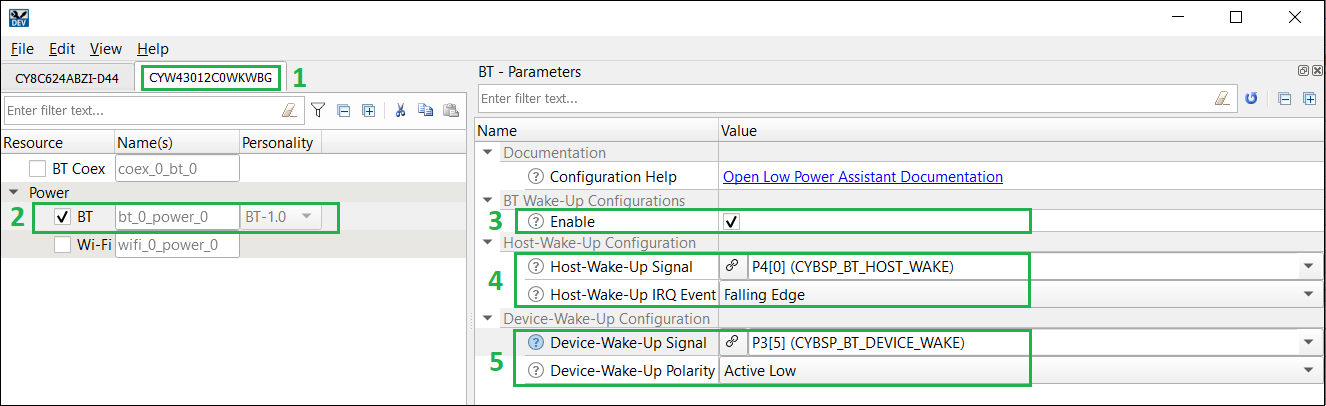 DEV
File Edit View Help
CY8C624ABZI-D44 CYW43012C0WKWBG 1
Enter filter text...
Resource Name(s) Personality
BT Coex coex_0_bt_0
Power
2 BT bt_0_power_0 BT-1.0
Wi-Fi wifi_0_power_0
BT - Parameters
Enter filter text...
Name Value
Documentation
? Configuration Help Open Low Power Assistant Documentation
BT Wake-Up Configurations
3 ? Enable
Host-Wake-Up Configuration
4 ? Host-Wake-Up Signal P4[0] (CYBSP_BT_HOST_WAKE)
? Host-Wake-Up IRQ Event Falling Edge
Device-Wake-Up Configuration
5 ? Device-Wake-Up Signal P3[5] (CYBSP_BT_DEVICE_WAKE)
? Device-Wake-Up Polarity Active Low